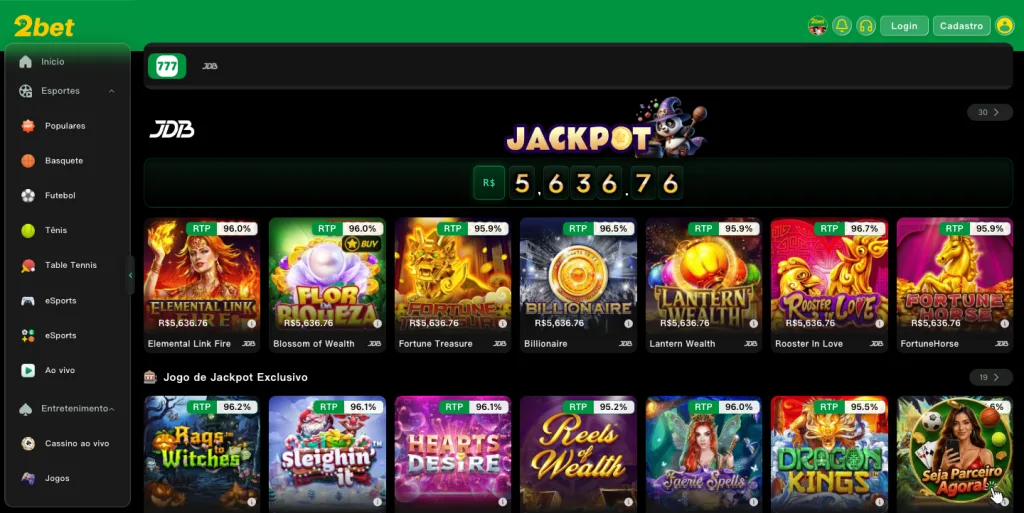 2bet
Login
Cadastro
Início
Esportes
Populares
Basquete
Futebol
Tênis
Table Tennis
eSports
eSports
Ao vivo
Entretenimento
Cassino ao vivo
Jogos
777
JDB
JDB
JACKPOT
30
R$ 5,636.76
RTP 96.0%
ELEMENTAL LINK
FIRE
R$5,636.76
Elemental Link Fire
JDB
RTP 96.0%
BUY
FLOR
DA
RIQUEZA
R$5,636.76
Blossom of Wealth
JDB
RTP 95.9%
FORTUNE
TREASURE
R$5,636.76
Fortune Treasure
JDB
RTP 96.5%
BILLIONAIRE
R$5,636.76
Billionaire
JDB
RTP 95.9%
LANTERN
WEALTH
R$5,636.76
Lantern Wealth
JDB
RTP 96.7%
Rooster in Love
R$5,636.76
Rooster In Love
JDB
RTP 95.9%
FORTUNE
HORSE
R$5,636.76
FortuneHorse
JDB
Jogo de Jackpot Exclusivo
19
RTP 96.2%
Rags
to
Witches
RTP 96.1%
Sleighin'
it
RTP 96.1%
HEARTS
DESIRE
RTP 95.2%
Reels
of
Wealth
RTP 96.0%
Faerie Spells
RTP 95.5%
DRAGON
KINGS
6%
Seja Parceiro
Agora!